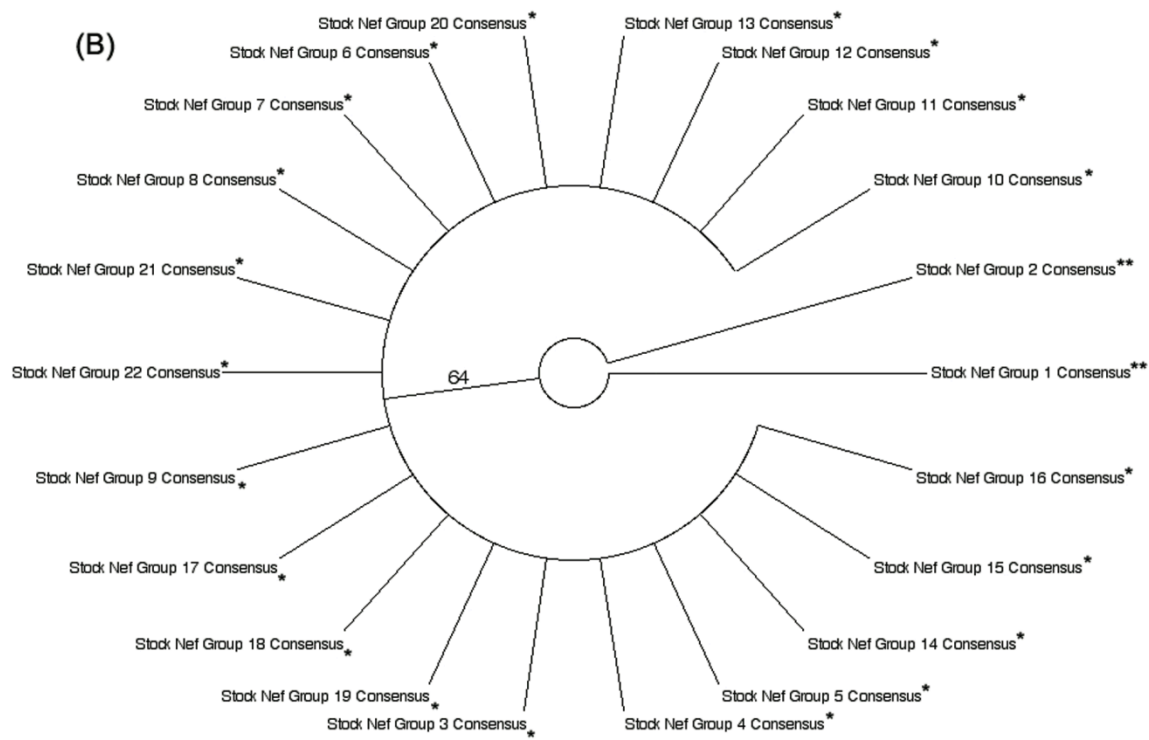 (B)
Stock Nef Group 20 Consensus*
Stock Nef Group 13 Consensus*
Stock Nef Group 6 Consensus*
Stock Nef Group 12 Consensus*
Stock Nef Group 7 Consensus*
Stock Nef Group 11 Consensus*
Stock Nef Group 8 Consensus*
Stock Nef Group 10 Consensus*
Stock Nef Group 21 Consensus*
Stock Nef Group 2 Consensus**
Stock Nef Group 22 Consensus*
64
Stock Nef Group 1 Consensus**
Stock Nef Group 9 Consensus*
Stock Nef Group 16 Consensus*
Stock Nef Group 17 Consensus*
Stock Nef Group 15 Consensus*
Stock Nef Group 18 Consensus*
Stock Nef Group 14 Consensus*
Stock Nef Group 19 Consensus*
Stock Nef Group 5 Consensus*
Stock Nef Group 3 Consensus*
Stock Nef Group 4 Consensus*